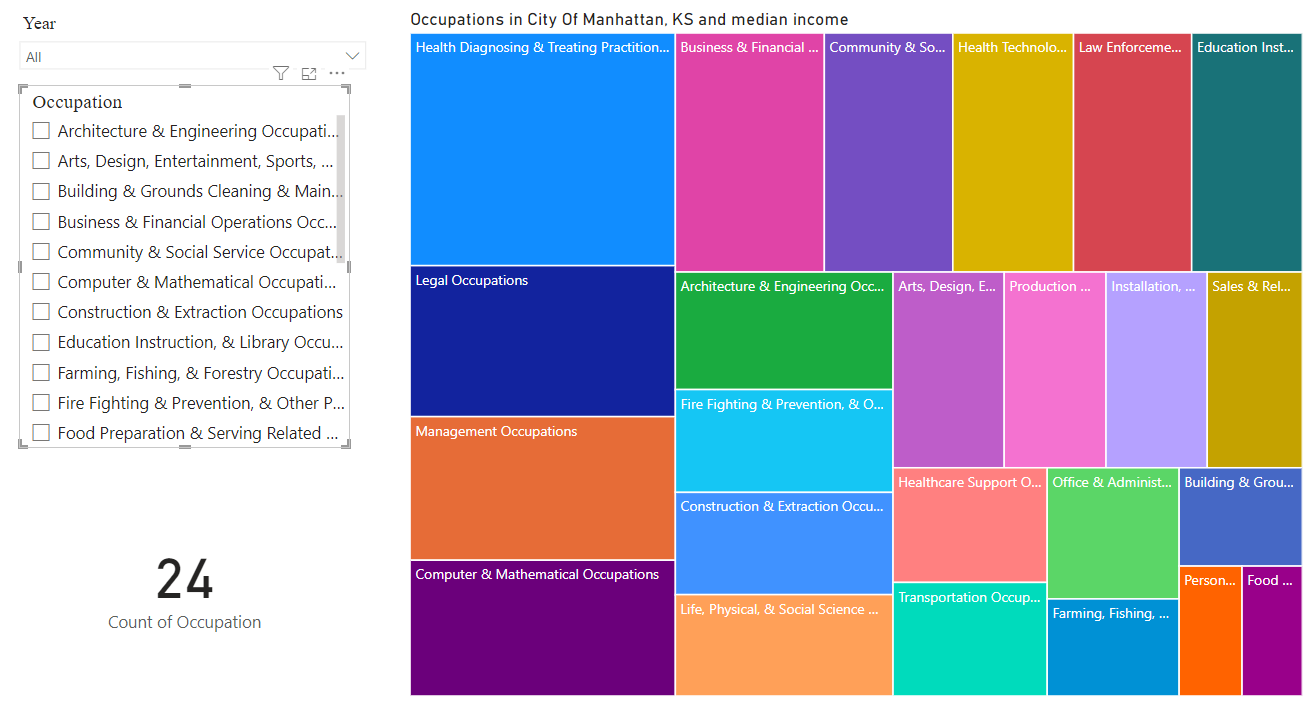 Year
All
Occupation
Architecture & Engineering Occupati...
Arts, Design, Entertainment, Sports, ...
Building & Grounds Cleaning & Main...
Business & Financial Operations Occ...
Community & Social Service Occupat...
Computer & Mathematical Occupati...
Construction & Extraction Occupations
Education Instruction, & Library Occu...
Farming, Fishing, & Forestry Occupati...
Fire Fighting & Prevention, & Other P...
Food Preparation & Serving Related ...
24
Count of Occupation
Occupations in City Of Manhattan, KS and median income
Health Diagnosing & Treating Practition...
Business & Financial ...
Community & So...
Health Technolo...
Law Enforceme...
Education Inst...
Legal Occupations
Architecture & Engineering Occ...
Arts, Design, E...
Production ...
Installation, ...
Sales & Rel...
Fire Fighting & Prevention, & O...
Management Occupations
Healthcare Support O...
Office & Administ...
Building & Grou...
Construction & Extraction Occu...
Computer & Mathematical Occupations
Person...
Food ...
Transportation Occup...
Life, Physical, & Social Science ...
Farming, Fishing, ...